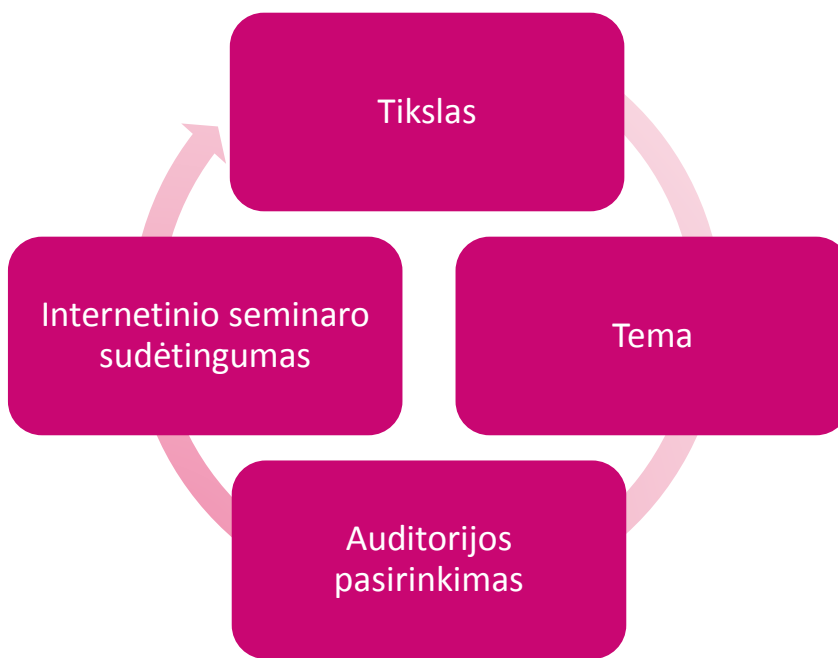 Tikslas
Tema
Auditorijos
pasirinkimas
Internetinio seminaro
sudėtingumas